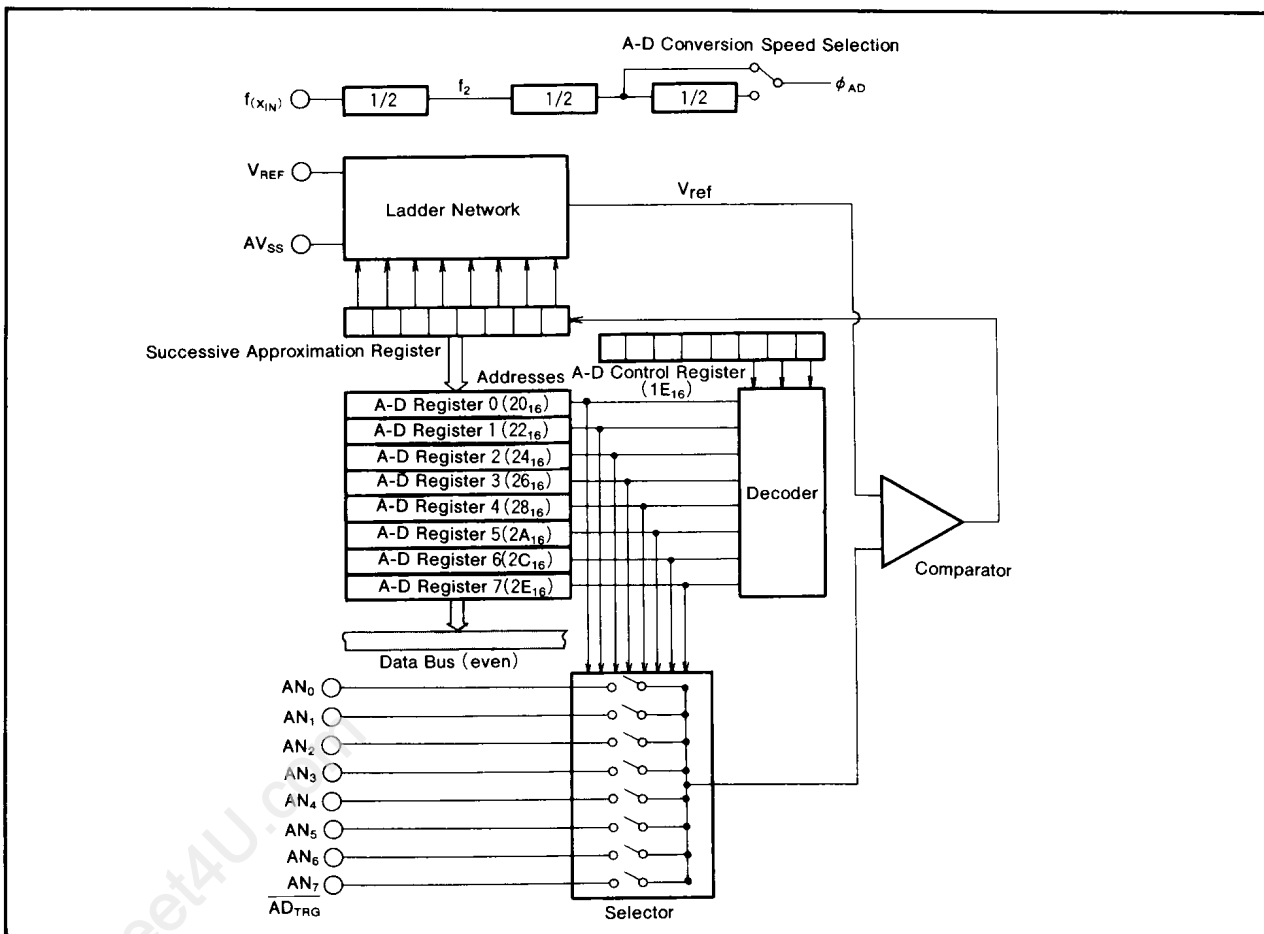 A-D Conversion Speed Selection
f(XIN) 1/2 f2 1/2 1/2 ϕAD
VREF
Ladder Network
Vref
AVSS
Successive Approximation Register
Addresses
A-D Control Register
(1E16)
A-D Register 0 (2016)
A-D Register 1 (2216)
A-D Register 2 (2416)
A-D Register 3 (2616)
A-D Register 4 (2816)
A-D Register 5 (2A16)
A-D Register 6 (2C16)
A-D Register 7 (2E16)
Decoder
Comparator
Data Bus (even)
AN0
AN1
AN2
AN3
AN4
AN5
AN6
AN7
ADTRG
Selector
eet4U.com